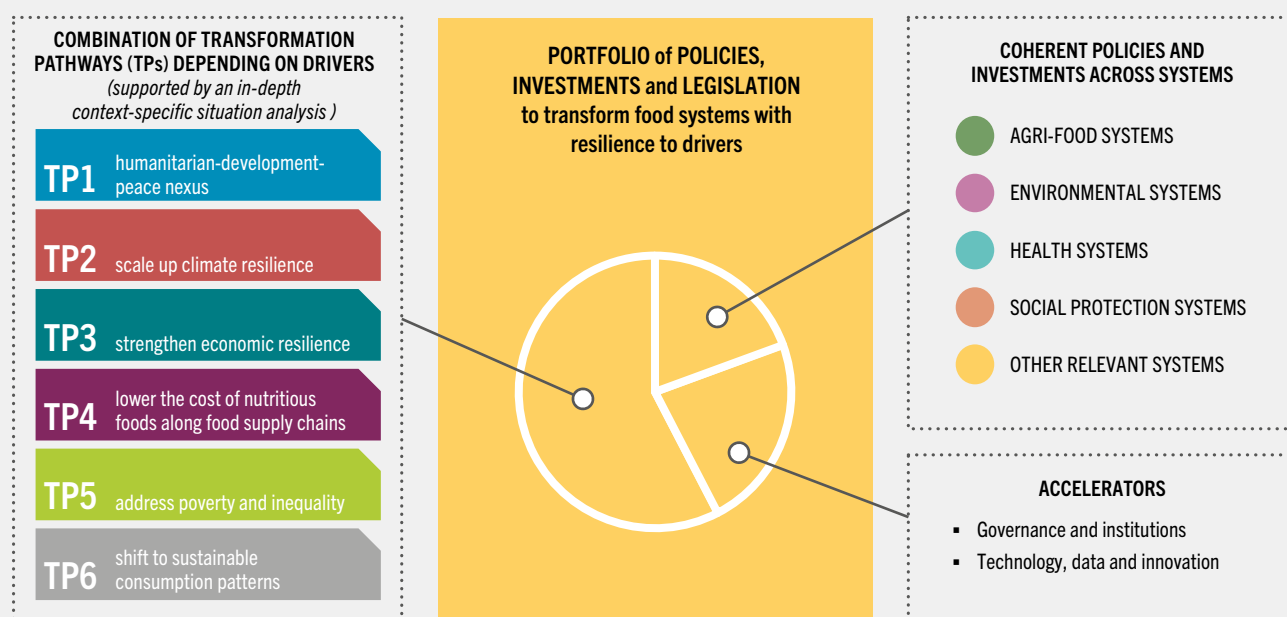 COMBINATION OF TRANSFORMATION
PATHWAYS (TPs) DEPENDING ON DRIVERS
(supported by an in-depth
context-specific situation analysis )
TP1
humanitarian-development-
peace nexus
TP2
scale up climate resilience
TP3
strengthen economic resilience
TP4
lower the cost of nutritious
foods along food supply chains
TP5
address poverty and inequality
TP6
shift to sustainable
consumption patterns
PORTFOLIO of POLICIES,
INVESTMENTS and LEGISLATION
to transform food systems with
resilience to drivers
COHERENT POLICIES AND
INVESTMENTS ACROSS SYSTEMS
AGRI-FOOD SYSTEMS
ENVIRONMENTAL SYSTEMS
HEALTH SYSTEMS
SOCIAL PROTECTION SYSTEMS
OTHER RELEVANT SYSTEMS
ACCELERATORS
▪ Governance and institutions
▪ Technology, data and innovation